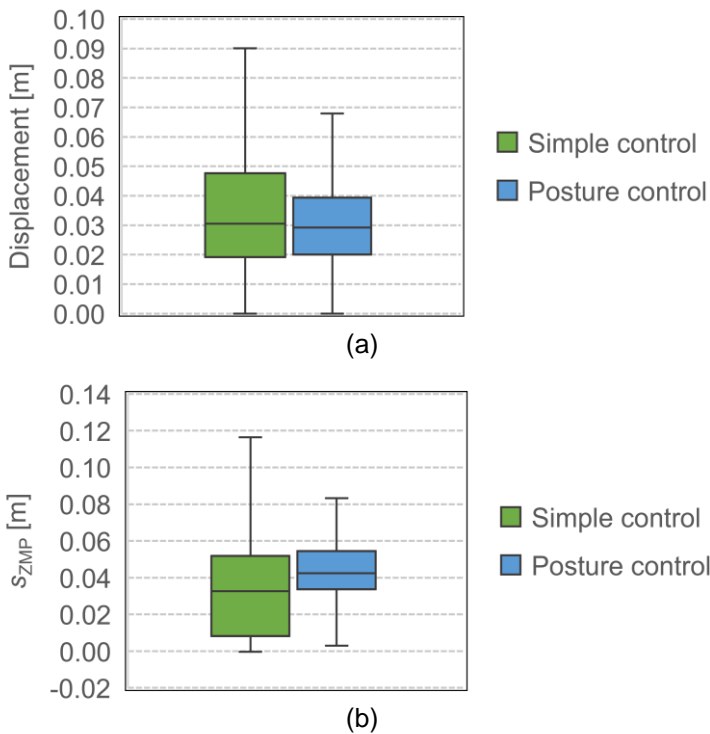 0.10
0.09
0.08
0.07
0.06
0.05
0.04
0.03
0.02
0.01
0.00
Displacement [m]
Simple control
Posture control
(a)
0.14
0.12
0.10
0.08
0.06
0.04
0.02
0.00
-0.02
sZMP [m]
Simple control
Posture control
(b)